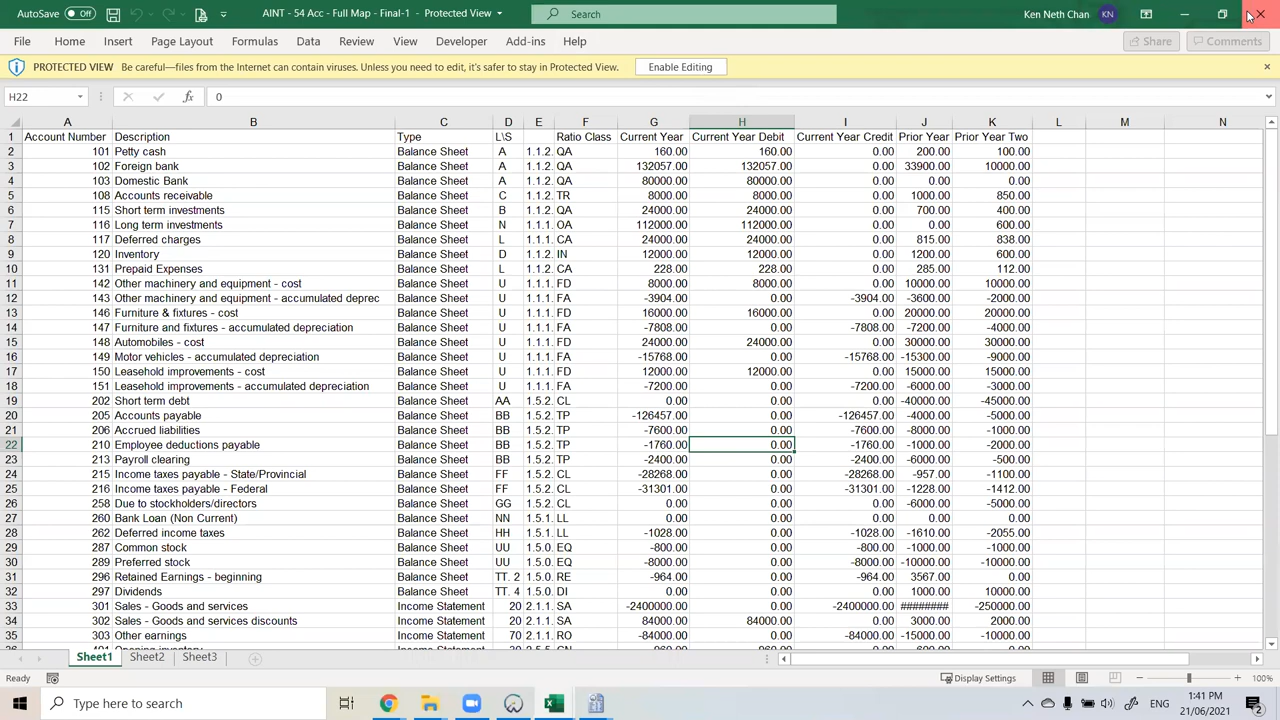 AutoSave Off AINT - 54 Acc - Full Map - Final-1 - Protected View Search Ken Neth Chan KN
File Home Insert Page Layout Formulas Data Review View Developer Add-ins Help Share Comments
PROTECTED VIEW Be careful—files from the Internet can contain viruses. Unless you need to edit, it's safer to stay in Protected View. Enable Editing
H22 fx 0
A B C D E F G H I J K L M N
1 Account Number Description Type L\S Ratio Class Current Year Current Year Debit Current Year Credit Prior Year Prior Year Two
2 101 Petty cash Balance Sheet A 1.1.2. QA 160.00 160.00 0.00 200.00 100.00
3 102 Foreign bank Balance Sheet A 1.1.2. QA 132057.00 132057.00 0.00 33900.00 10000.00
4 103 Domestic Bank Balance Sheet A 1.1.2. QA 80000.00 80000.00 0.00 0.00 0.00
5 108 Accounts receivable Balance Sheet C 1.1.2. TR 8000.00 8000.00 0.00 1000.00 850.00
6 115 Short term investments Balance Sheet B 1.1.2. QA 24000.00 24000.00 0.00 700.00 400.00
7 116 Long term investments Balance Sheet N 1.1.1. OA 112000.00 112000.00 0.00 0.00 600.00
8 117 Deferred charges Balance Sheet L 1.1.1. CA 24000.00 24000.00 0.00 815.00 838.00
9 120 Inventory Balance Sheet D 1.1.2. IN 12000.00 12000.00 0.00 1200.00 600.00
10 131 Prepaid Expenses Balance Sheet L 1.1.2. CA 228.00 228.00 0.00 285.00 112.00
11 142 Other machinery and equipment - cost Balance Sheet U 1.1.1. FD 8000.00 8000.00 0.00 10000.00 10000.00
12 143 Other machinery and equipment - accumulated deprec Balance Sheet U 1.1.1. FA -3904.00 0.00 -3904.00 -3600.00 -2000.00
13 146 Furniture & fixtures - cost Balance Sheet U 1.1.1. FD 16000.00 16000.00 0.00 20000.00 20000.00
14 147 Furniture and fixtures - accumulated depreciation Balance Sheet U 1.1.1. FA -7808.00 0.00 -7808.00 -7200.00 -4000.00
15 148 Automobiles - cost Balance Sheet U 1.1.1. FD 24000.00 24000.00 0.00 30000.00 30000.00
16 149 Motor vehicles - accumulated depreciation Balance Sheet U 1.1.1. FA -15768.00 0.00 -15768.00 -15300.00 -9000.00
17 150 Leasehold improvements - cost Balance Sheet U 1.1.1. FD 12000.00 12000.00 0.00 15000.00 15000.00
18 151 Leasehold improvements - accumulated depreciation Balance Sheet U 1.1.1. FA -7200.00 0.00 -7200.00 -6000.00 -3000.00
19 202 Short term debt Balance Sheet AA 1.5.2. CL 0.00 0.00 0.00 -40000.00 -45000.00
20 205 Accounts payable Balance Sheet BB 1.5.2. TP -126457.00 0.00 -126457.00 -4000.00 -5000.00
21 206 Accrued liabilities Balance Sheet BB 1.5.2. TP -7600.00 0.00 -7600.00 -8000.00 -1000.00
22 210 Employee deductions payable Balance Sheet BB 1.5.2. TP -1760.00 0.00 -1760.00 -1000.00 -2000.00
23 213 Payroll clearing Balance Sheet BB 1.5.2. TP -2400.00 0.00 -2400.00 -6000.00 -500.00
24 215 Income taxes payable - State/Provincial Balance Sheet FF 1.5.2. CL -28268.00 0.00 -28268.00 -957.00 -1100.00
25 216 Income taxes payable - Federal Balance Sheet FF 1.5.2. CL -31301.00 0.00 -31301.00 -1228.00 -1412.00
26 258 Due to stockholders/directors Balance Sheet GG 1.5.2. CL 0.00 0.00 0.00 -6000.00 -5000.00
27 260 Bank Loan (Non Current) Balance Sheet NN 1.5.1. LL 0.00 0.00 0.00 0.00 0.00
28 262 Deferred income taxes Balance Sheet HH 1.5.1. LL -1028.00 0.00 -1028.00 -1610.00 -2055.00
29 287 Common stock Balance Sheet UU 1.5.0. EQ -800.00 0.00 -800.00 -1000.00 -1000.00
30 289 Preferred stock Balance Sheet UU 1.5.0. EQ -8000.00 0.00 -8000.00 -10000.00 -10000.00
31 296 Retained Earnings - beginning Balance Sheet TT. 2 1.5.0. RE -964.00 0.00 -964.00 3567.00 0.00
32 297 Dividends Balance Sheet TT. 4 1.5.0. DI 0.00 0.00 0.00 1000.00 10000.00
33 301 Sales - Goods and services Income Statement 20 2.1.1. SA -2400000.00 0.00 -2400000.00 ######## -250000.00
34 302 Sales - Goods and services discounts Income Statement 20 2.1.1. SA 84000.00 84000.00 0.00 3000.00 2000.00
35 303 Other earnings Income Statement 70 2.1.1. RO -84000.00 0.00 -84000.00 -15000.00 -10000.00
Sheet1 Sheet2 Sheet3
Ready Display Settings 100%
Type here to search ENG 1:41 PM
21/06/2021 2